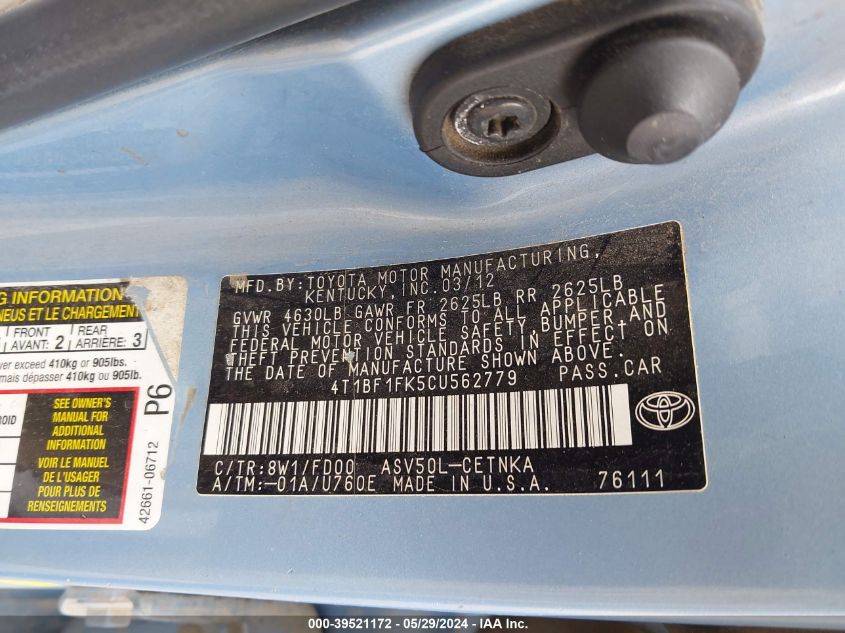 MFD.BY:TOYOTA MOTOR MANUFACTURING,
KENTUCKY, INC. 03/12
GVWR 4630LB GAWR FR 2625LB RR 2625LB
THIS VEHICLE CONFORMS TO ALL APPLICABLE
FEDERAL MOTOR VEHICLE SAFETY, BUMPER AND
THEFT PREVENTION STANDARDS IN EFFECT ON
THE DATE OF MANUFACTURE SHOWN ABOVE.
4T1BF1FK5CU562779 PASS.CAR
C/TR:8W1/FD00 ASV50L-CETNKA
A/TM:-01A/U760E MADE IN U.S.A. 76111
G INFORMATION
NEUS ET LE CHARGEMENT
FRONT
AVANT: 2
REAR
ARRIÈRE: 3
ver exceed 410kg or 905lbs.
mais dépasser 410kg ou 905lb.
SEE OWNER'S
MANUAL FOR
ADDITIONAL
INFORMATION
VOIR LE MANUEL
DE L'USAGER
POUR PLUS DE
RENSEIGNEMENTS
P6
42661-06712
000-39521172 - 05/29/2024 - IAA Inc.